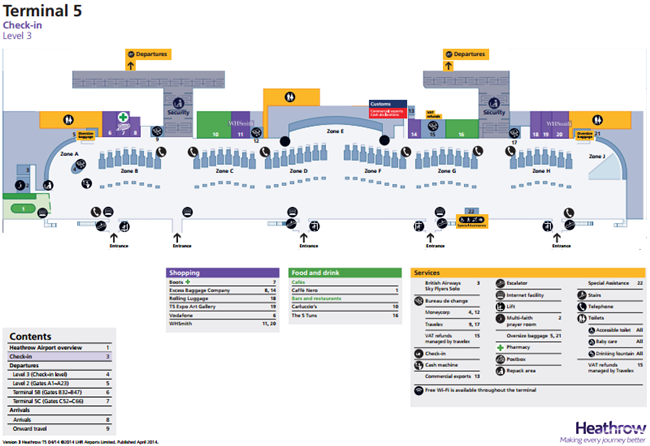 Terminal 5
Check-in
Level 3
Departures
Departures
Security
Security
Customs
Commercial exports
Cash declarations
VAT refunds
13
Oversize Baggage
5
6
7
8
9
10
WHSmith
11
12
14
15
16
17
WHSmith
18
19
20
Oversize Baggage
21
Zone A
Zone B
Zone C
Zone D
Zone E
Zone F
Zone G
Zone H
Zone J
3
1
22
Entrance
Entrance
Entrance
Entrance
Entrance
Shopping
Boots 7
Excess Baggage Company 8, 14
Rolling Luggage 18
T5 Expo Art Gallery 19
Vodafone 6
WHSmith 11, 20
Food and drink
Cafés
Caffè Nero 1
Bars and restaurants
Carluccio's 10
The 5 Tuns 16
Services
British Airways 3
Sky Flyers Solo
Bureau de change
Moneycorp 4, 12
Travelex 9, 17
VAT refunds 15
managed by Travelex
Check-in
Cash machine
Commercial exports 13
Escalator
Internet facility
Lift
Multi-faith 2
prayer room
Oversize baggage 5, 21
Pharmacy
Postbox
Repack area
Special Assistance 22
Stairs
Telephone
Toilets
Accessible toilet All
Baby care All
Drinking fountain All
VAT refunds 15
managed by Travelex
Free Wi-Fi is available throughout the terminal
Contents
Heathrow Airport overview 1
Check-in 3
Departures
Level 3 (Check-in level) 4
Level 2 (Gates A1–A23) 5
Terminal 5B (Gates B32–B47) 6
Terminal 5C (Gates C52–C66) 7
Arrivals
Arrivals 8
Onward travel 9
Version 3 Heathrow T5 04/14 ©2014 LHR Airports Limited. Published April 2014.
Heathrow
Making every journey better